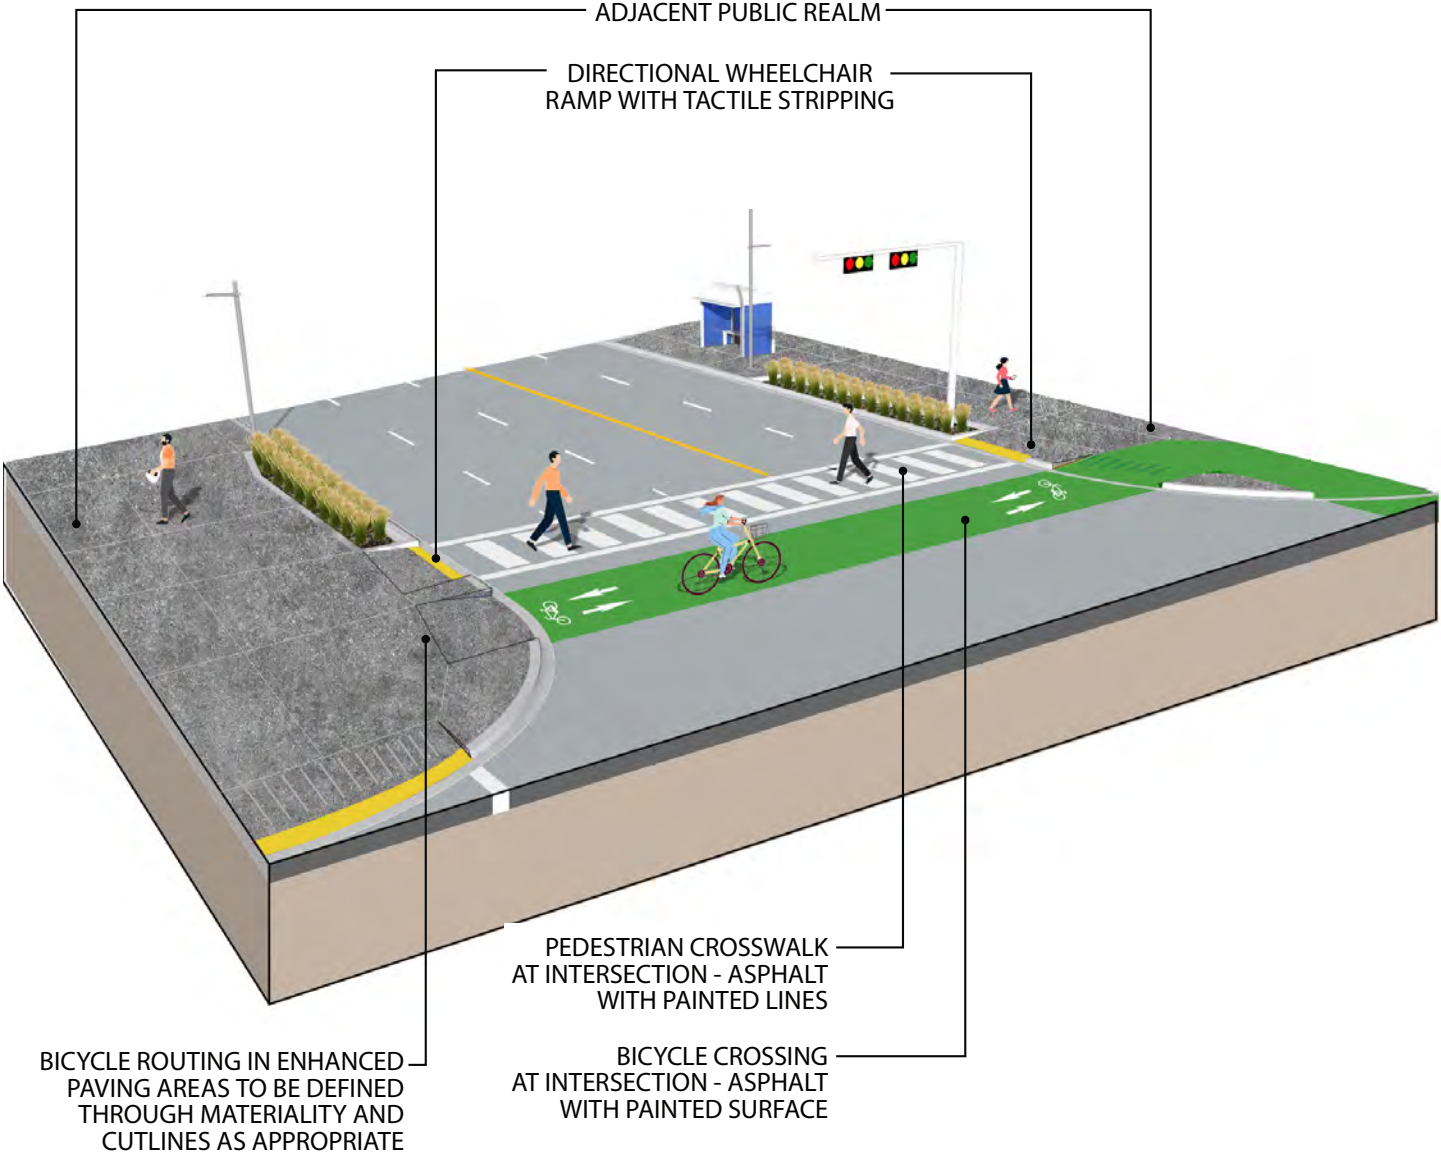 ADJACENT PUBLIC REALM
DIRECTIONAL WHEELCHAIR
RAMP WITH TACTILE STRIPPING
PEDESTRIAN CROSSWALK
AT INTERSECTION - ASPHALT
WITH PAINTED LINES
BICYCLE ROUTING IN ENHANCED
PAVING AREAS TO BE DEFINED
THROUGH MATERIALITY AND
CUTLINES AS APPROPRIATE
BICYCLE CROSSING
AT INTERSECTION - ASPHALT
WITH PAINTED SURFACE